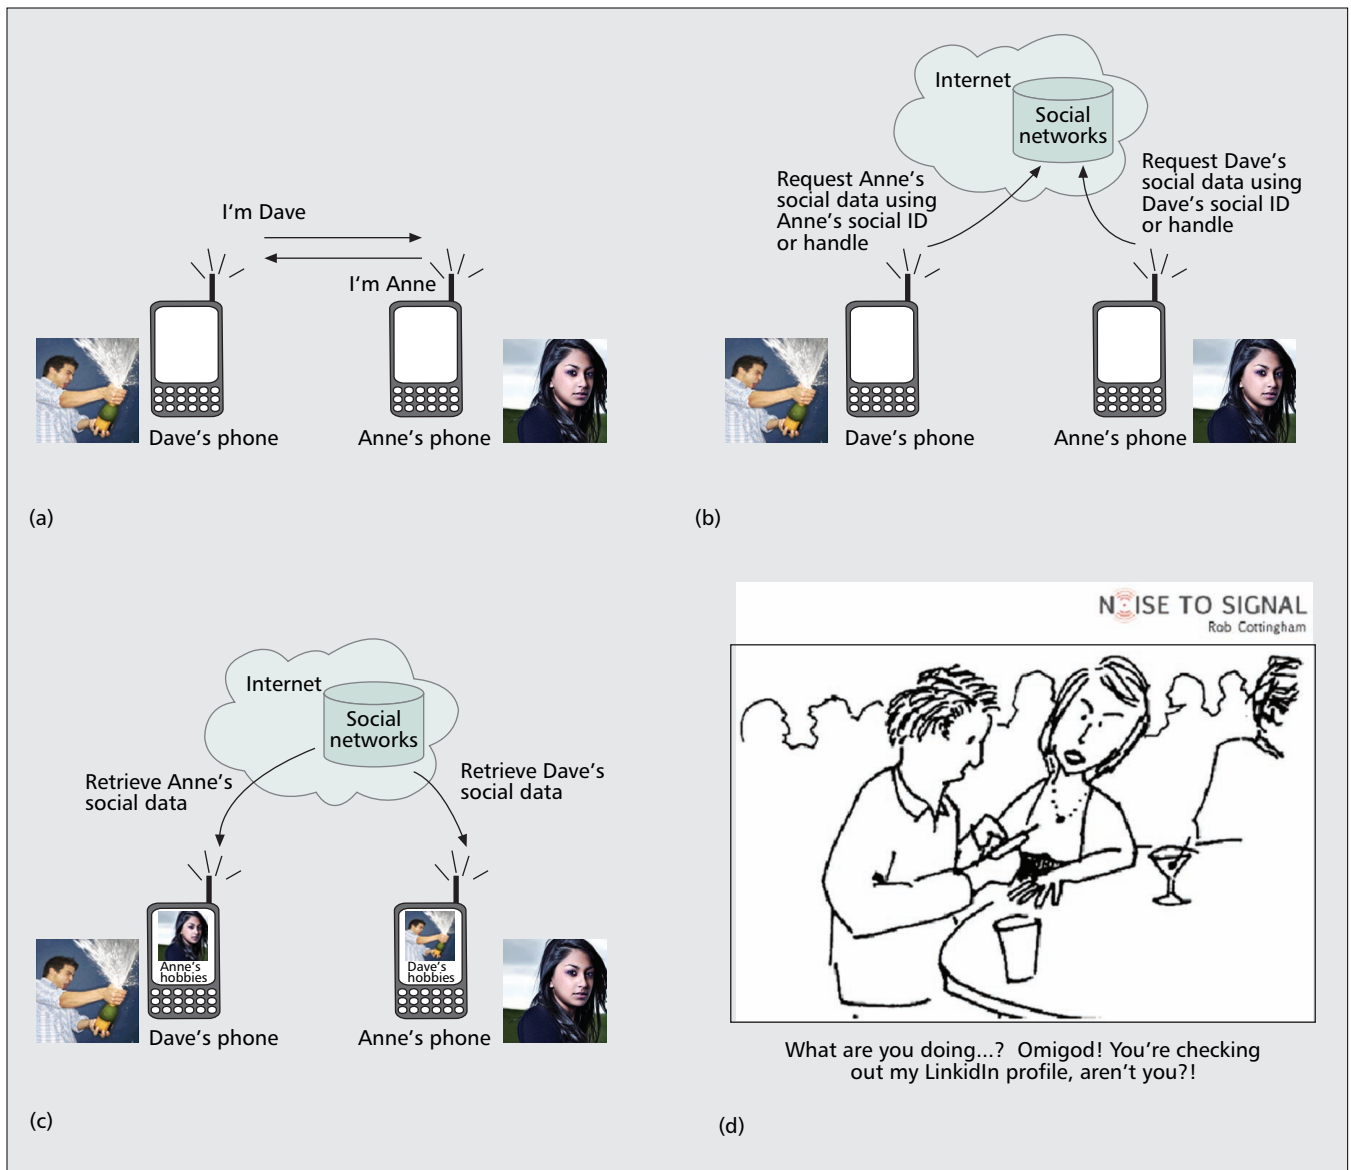 I'm Dave
I'm Anne
Dave's phone
Anne's phone
(a)
Internet
Social
networks
Request Anne's
social data using
Anne's social ID
or handle
Request Dave's
social data using
Dave's social ID
or handle
Dave's phone
Anne's phone
(b)
Internet
Social
networks
Retrieve Anne's
social data
Retrieve Dave's
social data
Anne's
hobbies
Dave's
hobbies
Dave's phone
Anne's phone
(c)
NOISE TO SIGNAL
Rob Cottingham
What are you doing...? Omigod! You're checking
out my LinkidIn profile, aren't you?!
(d)